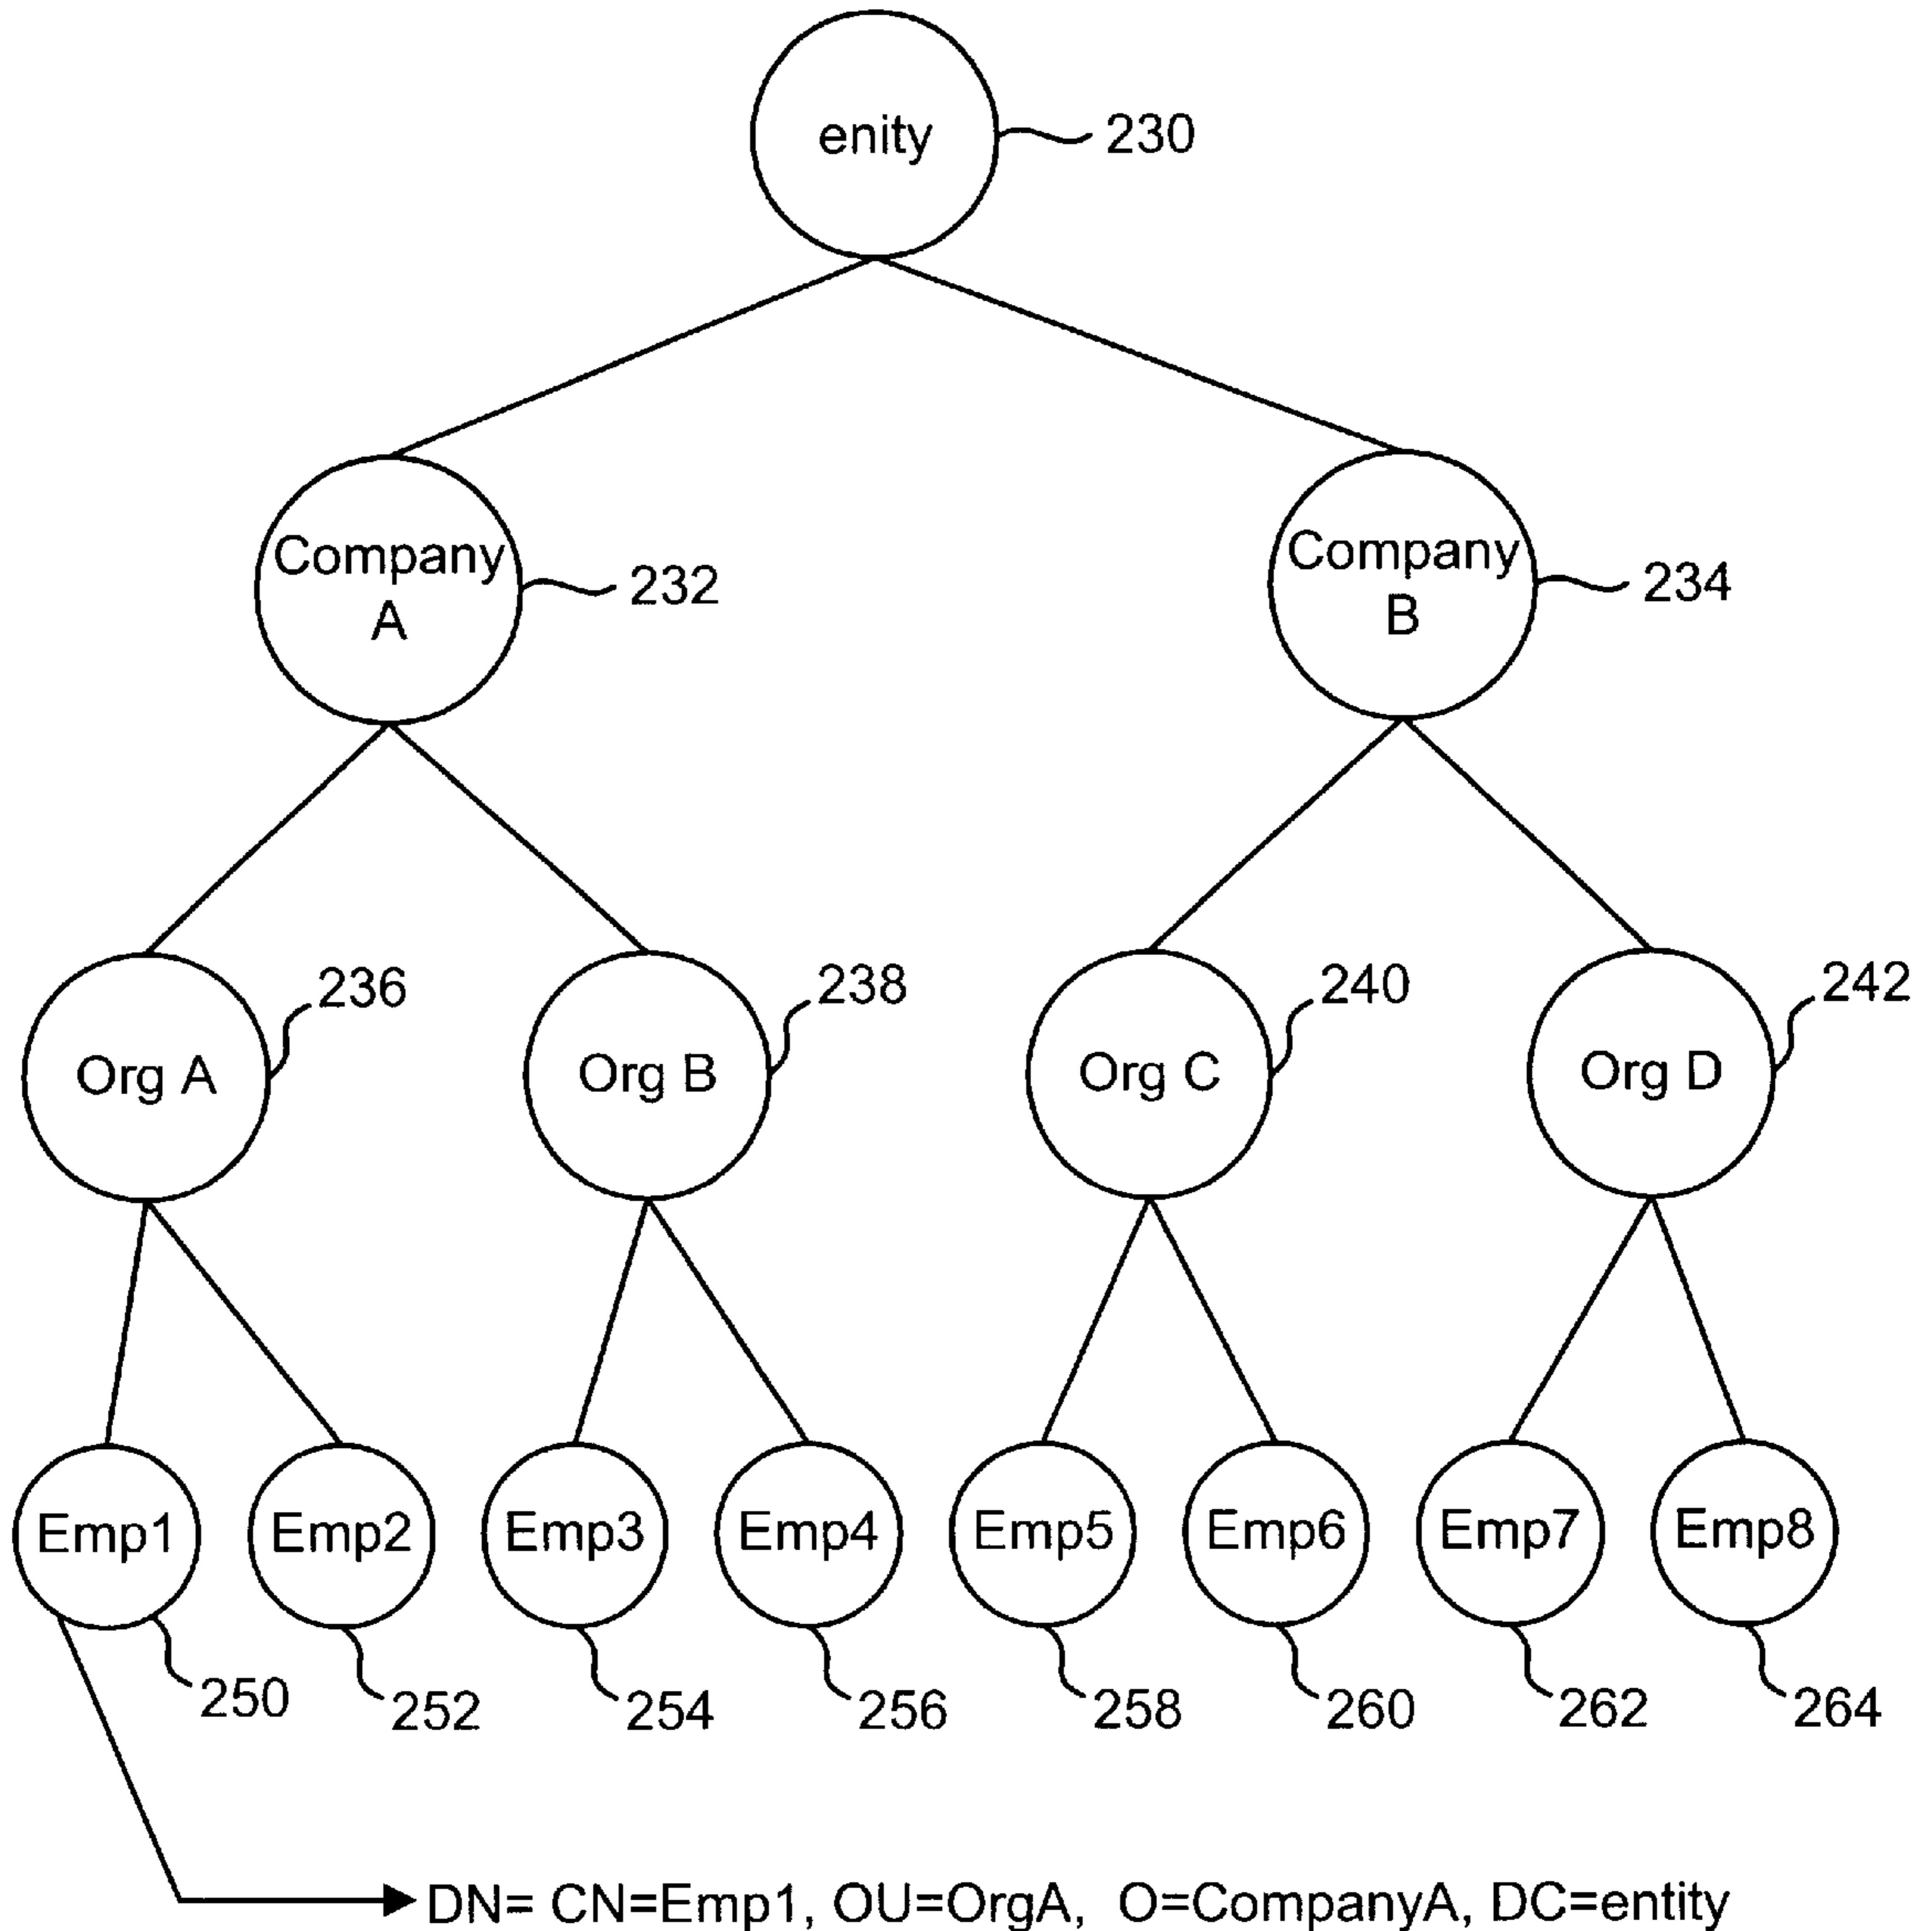 enity
230
Company
A
232
Company
B
234
236
238
240
242
Org A
Org B
Org C
Org D
Emp1
Emp2
Emp3
Emp4
Emp5
Emp6
Emp7
Emp8
250
252
254
256
258
260
262
264
DN= CN=Emp1, OU=OrgA, O=CompanyA, DC=entity